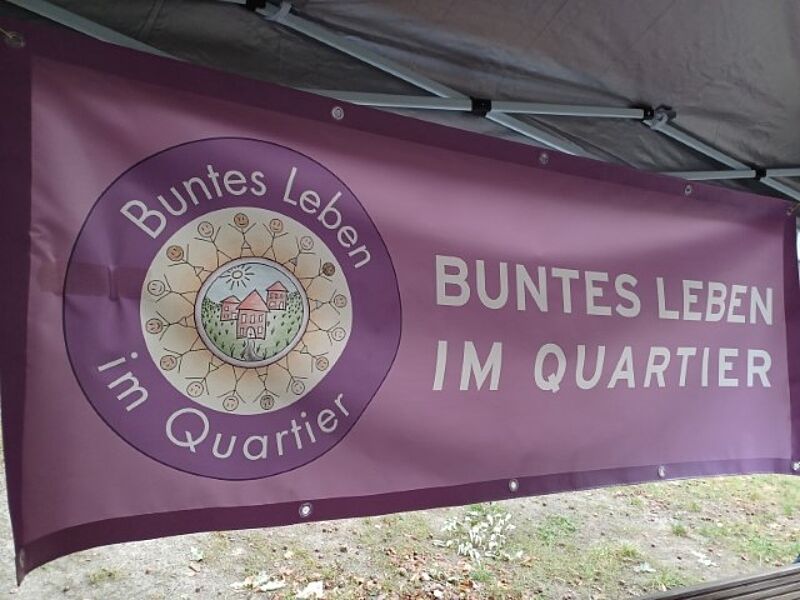 Buntes Leben
im Quartier
BUNTES LEBEN
IM QUARTIER